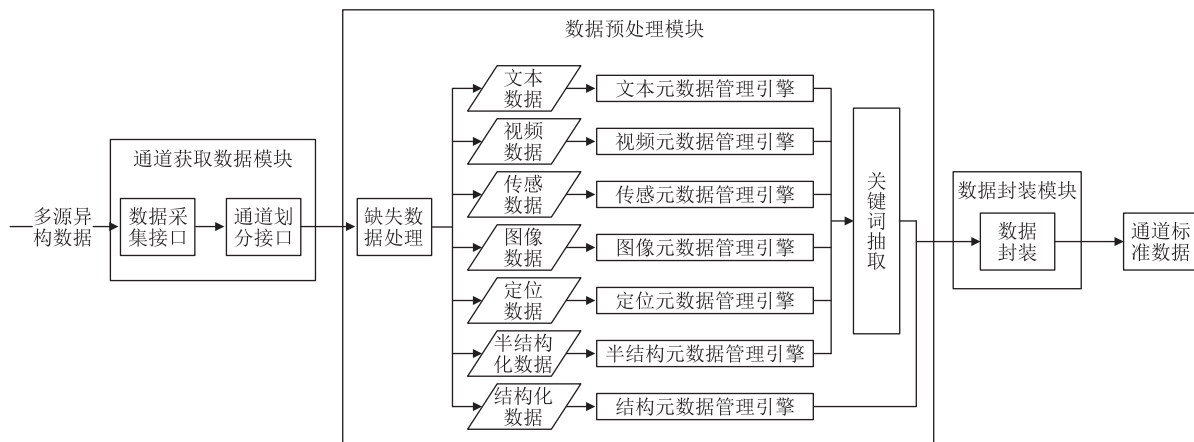 数据预处理模块
文本
数据
文本元数据管理引擎
视频
数据
视频元数据管理引擎
通道获取数据模块
传感
数据
传感元数据管理引擎
关键词抽取
数据封装模块
多源异
构数据
数据采
集接口
通道划
分接口
缺失数
据处理
图像
数据
图像元数据管理引擎
数据
封装
通道标
准数据
定位
数据
定位元数据管理引擎
半结构
化数据
半结构元数据管理引擎
结构化
数据
结构元数据管理引擎